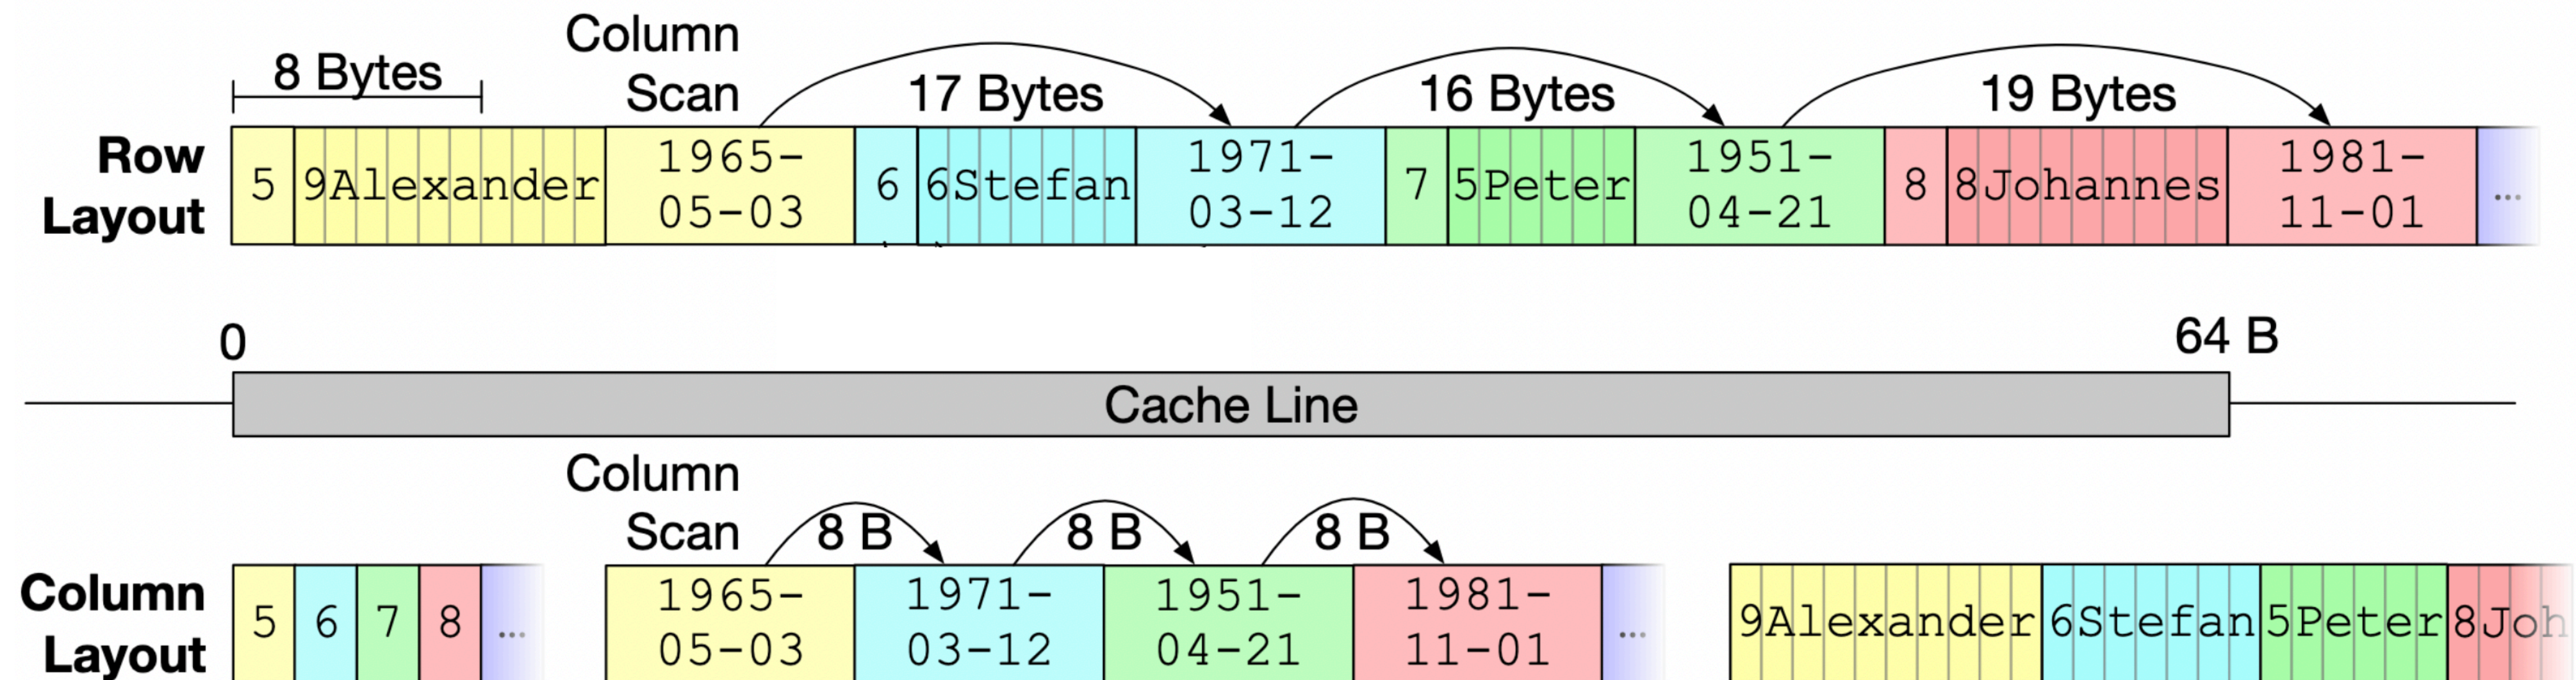 Column
8 Bytes Scan 17 Bytes 16 Bytes 19 Bytes
Row
Layout
5 9Alexander 1965-05-03 6 6Stefan 1971-03-12 7 5Peter 1951-04-21 8 8Johannes 1981-11-01 ...
0 64 B
Cache Line
Column
Scan 8 B 8 B 8 B
Column
Layout
5 6 7 8 ... 1965-05-03 1971-03-12 1951-04-21 1981-11-01 ... 9Alexander 6Stefan 5Peter 8Joh